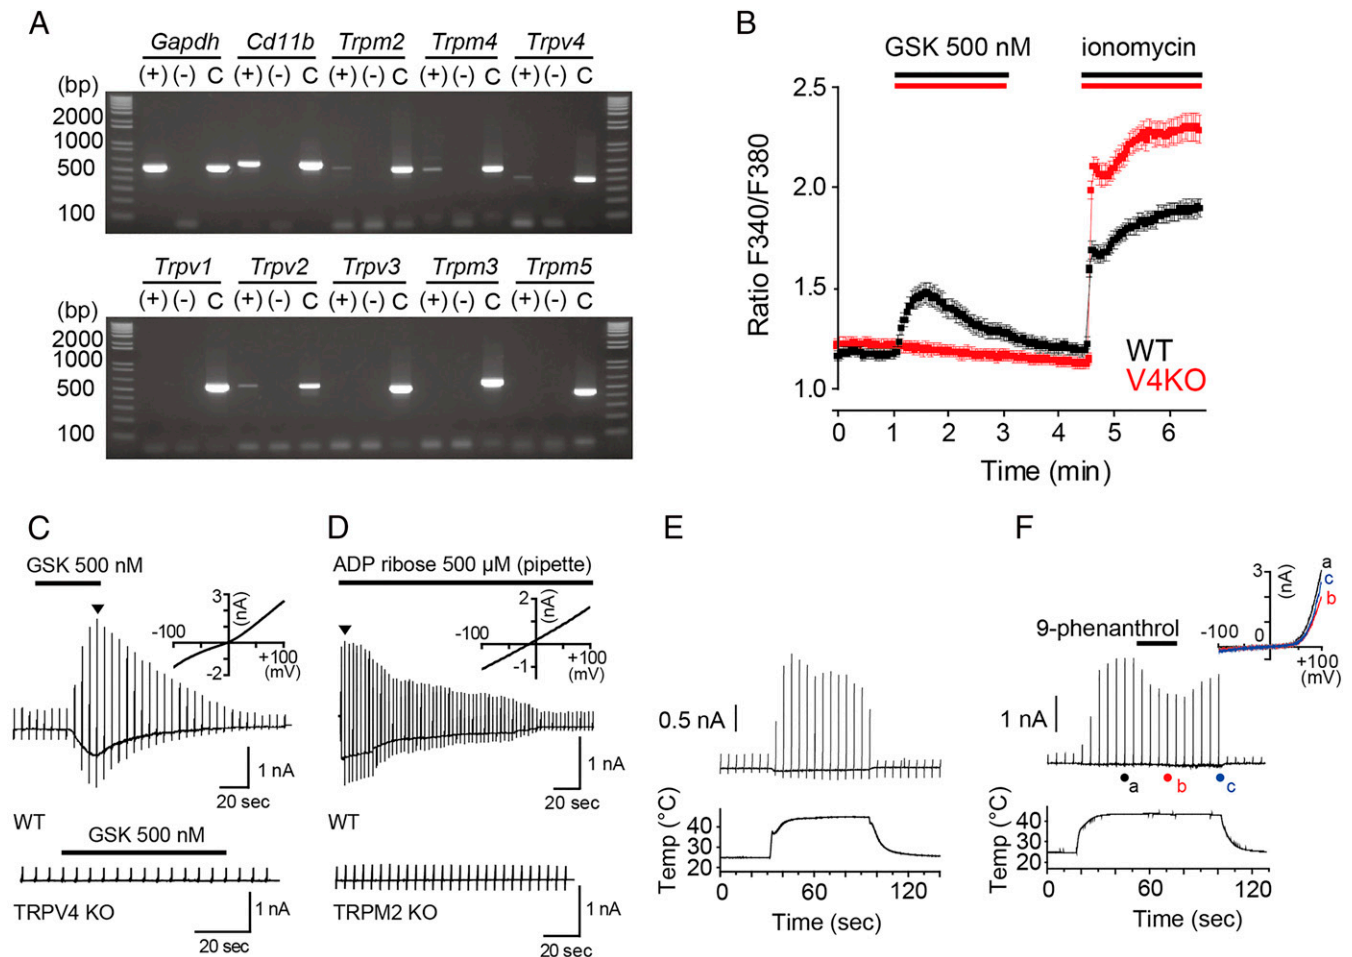 A
Gapdh Cd11b Trpm2 Trpm4 Trpv4
(bp) (+) (-) C (+) (-) C (+) (-) C (+) (-) C (+) (-) C
2000
1000
500
100
Trpv1 Trpv2 Trpv3 Trpm3 Trpm5
(bp) (+) (-) C (+) (-) C (+) (-) C (+) (-) C (+) (-) C
2000
1000
500
100
B
GSK 500 nM ionomycin
2.5
2.0
1.5
1.0
Ratio F340/F380
WT
V4KO
0 1 2 3 4 5 6
Time (min)
C
GSK 500 nM
3
(nA)
-100
+100
(mV)
-2
1 nA
20 sec
WT
GSK 500 nM
TRPV4 KO
1 nA
20 sec
D
ADP ribose 500 µM (pipette)
2
(nA)
-100
+100
(mV)
-1
1 nA
20 sec
WT
TRPM2 KO
1 nA
20 sec
E
0.5 nA
Temp (°C)
40
30
20
0 60 120
Time (sec)
F
9-phenanthrol
3
(nA)
a
c
b
-100
0
+100
(mV)
1 nA
a b c
Temp (°C)
40
30
20
0 60 120
Time (sec)